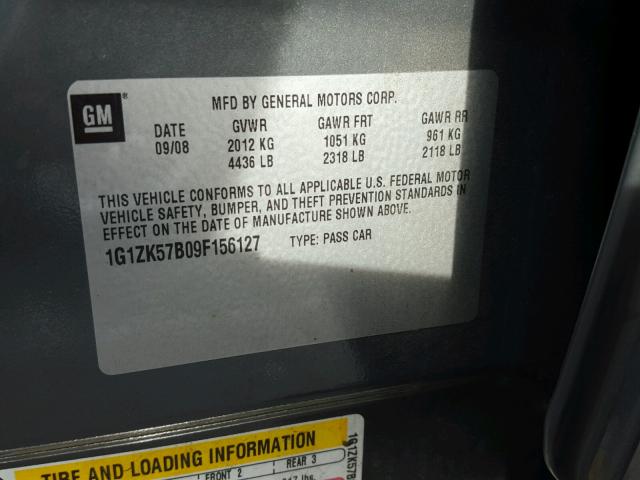 GM®
MFD BY GENERAL MOTORS CORP.
DATE GVWR GAWR FRT GAWR RR
09/08 2012 KG 1051 KG 961 KG
4436 LB 2318 LB 2118 LB
THIS VEHICLE CONFORMS TO ALL APPLICABLE U.S. FEDERAL MOTOR
VEHICLE SAFETY, BUMPER, AND THEFT PREVENTION STANDARDS IN
EFFECT ON THE DATE OF MANUFACTURE SHOWN ABOVE.
1G1ZK57B09F156127 TYPE: PASS CAR
TIRE AND LOADING INFORMATION
FRONT 2 REAR 3
lbs.
1G1ZK57B